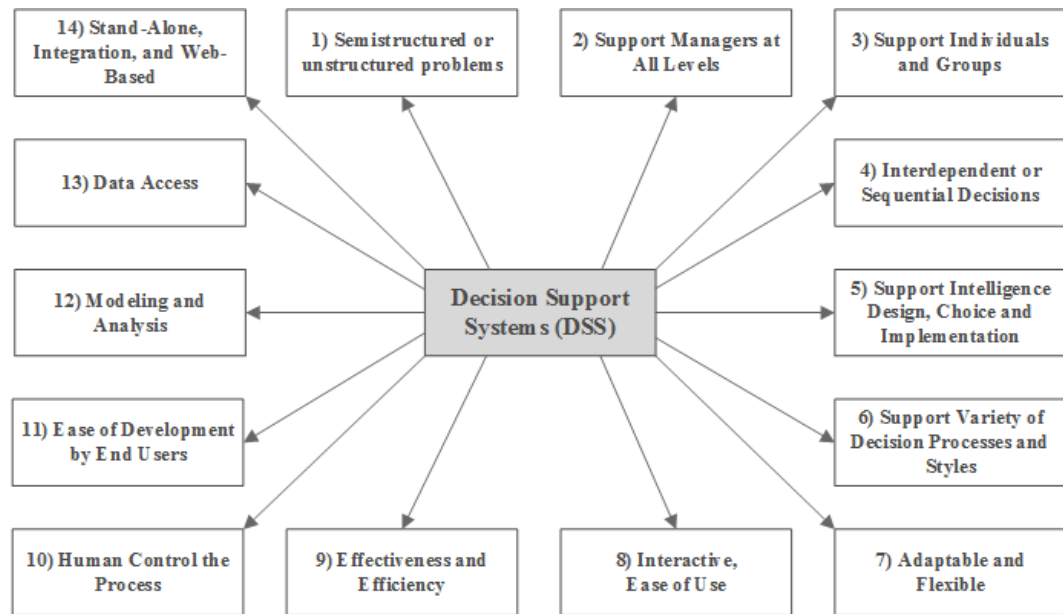 14) Stand-Alone,
Integration, and Web-
Based
1) Semistructured or
unstructured problems
2) Support Managers at
All Levels
3) Support Individuals
and Groups
13) Data Access
4) Interdependent or
Sequential Decisions
12) Modeling and
Analysis
Decision Support
Systems (DSS)
5) Support Intelligence
Design, Choice and
Implementation
11) Ease of Development
by End Users
6) Support Variety of
Decision Processes and
Styles
10) Human Control the
Process
9) Effectiveness and
Efficiency
8) Interactive,
Ease of Use
7) Adaptable and
Flexible